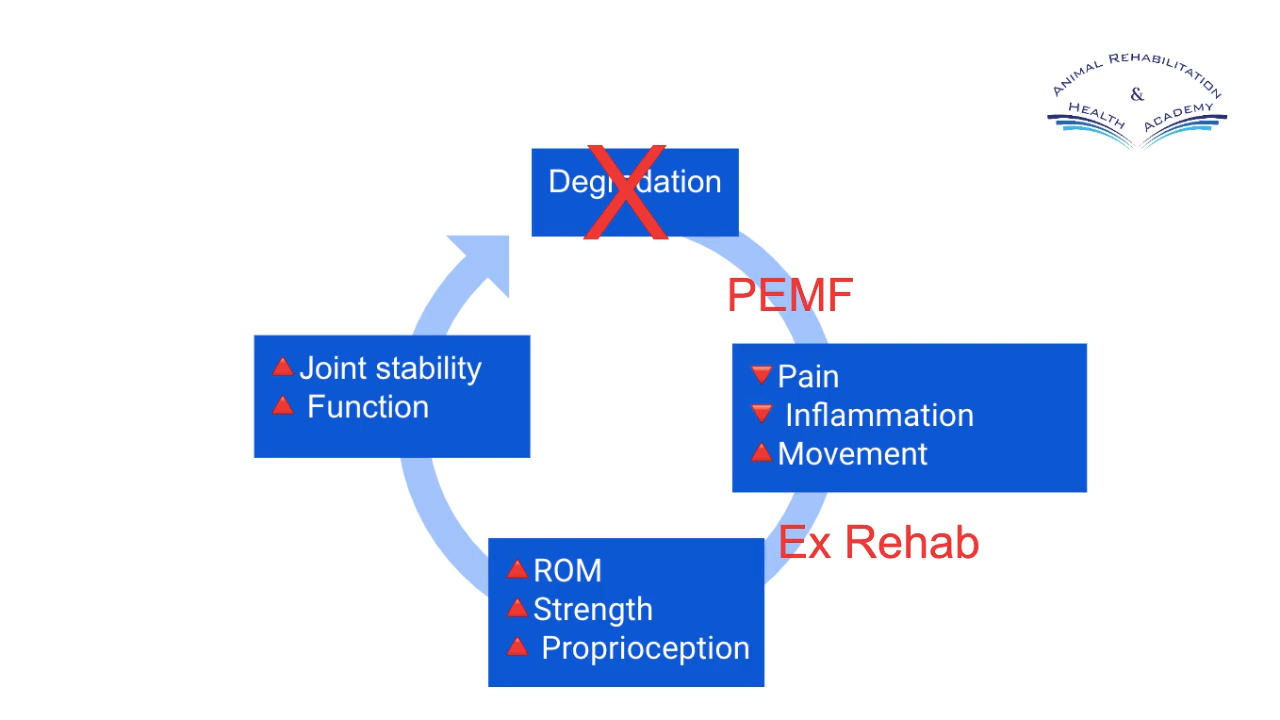 ANIMAL REHABILITATION
&
HEALTH ACADEMY
Degradation
X
PEMF
🔺Joint stability
🔺 Function
🔻Pain
🔻 Inflammation
🔺Movement
Ex Rehab
🔺ROM
🔺Strength
🔺 Proprioception